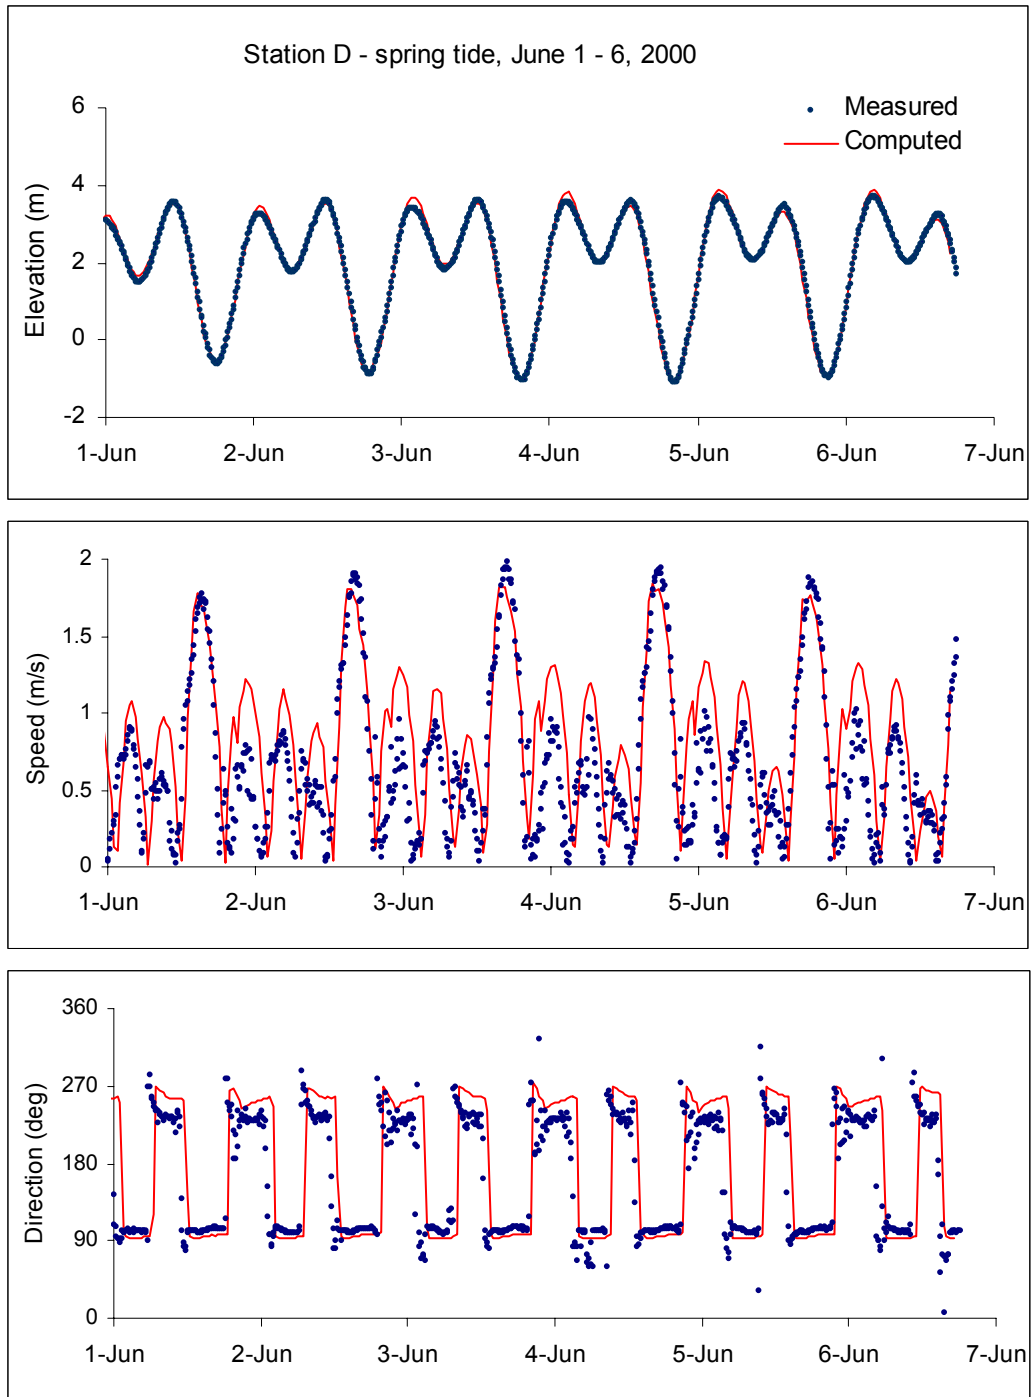 Station D - spring tide, June 1 - 6, 2000
Measured
Computed
Elevation (m)
6
4
2
0
-2
1-Jun 2-Jun 3-Jun 4-Jun 5-Jun 6-Jun 7-Jun
Speed (m/s)
2
1.5
1
0.5
0
1-Jun 2-Jun 3-Jun 4-Jun 5-Jun 6-Jun 7-Jun
Direction (deg)
360
270
180
90
0
1-Jun 2-Jun 3-Jun 4-Jun 5-Jun 6-Jun 7-Jun